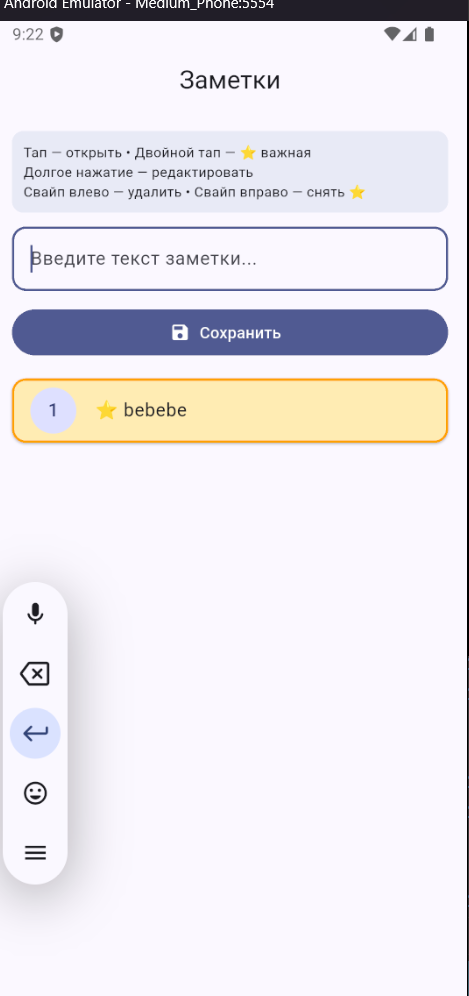 Android Emulator - Medium_Phone:5554
9:22
Заметки
Тап — открыть • Двойной тап — ⭐ важная
Долгое нажатие — редактировать
Свайп влево — удалить • Свайп вправо — снять ⭐
Введите текст заметки...
Сохранить
1 ⭐ bebebe